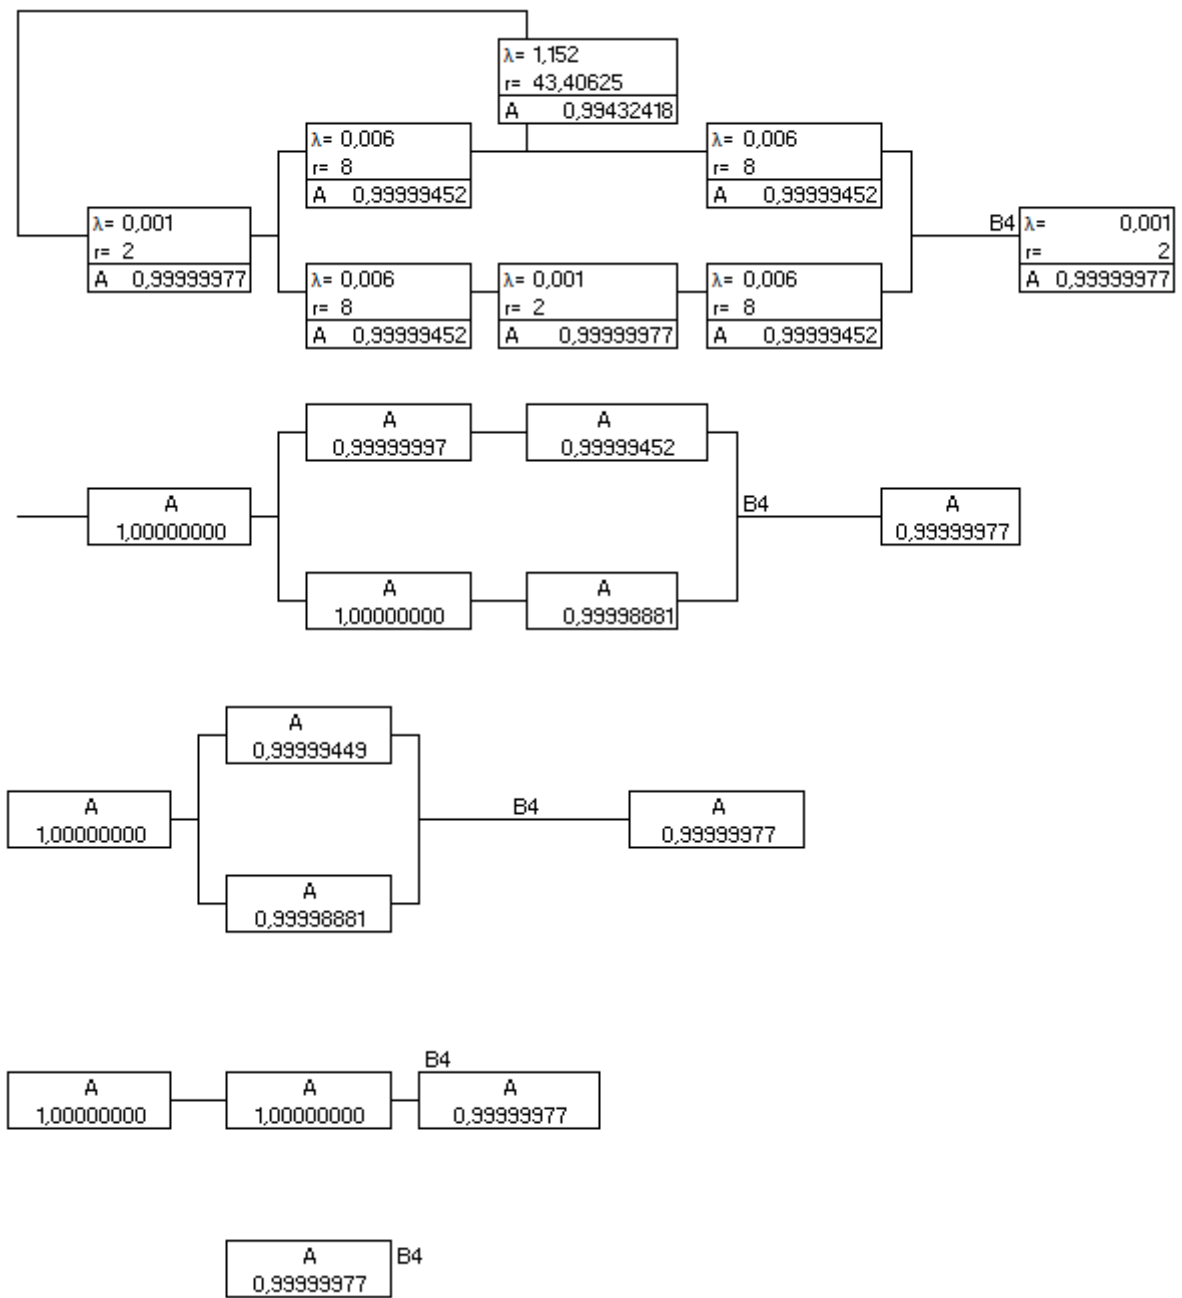 λ= 1,152
r= 43,40625
A 0,99432418
λ= 0,006
r= 8
A 0,99999452
λ= 0,006
r= 8
A 0,99999452
λ= 0,001
r= 2
A 0,99999977
B4
λ= 0,001
r= 2
A 0,99999977
λ= 0,006
r= 8
A 0,99999452
λ= 0,001
r= 2
A 0,99999977
λ= 0,006
r= 8
A 0,99999452
A
0,99999997
A
0,99999452
A
1,00000000
B4
A
0,99999977
A
1,00000000
A
0,99998881
A
0,99999449
A
1,00000000
B4
A
0,99999977
A
0,99998881
B4
A
1,00000000
A
1,00000000
A
0,99999977
A
0,99999977
B4